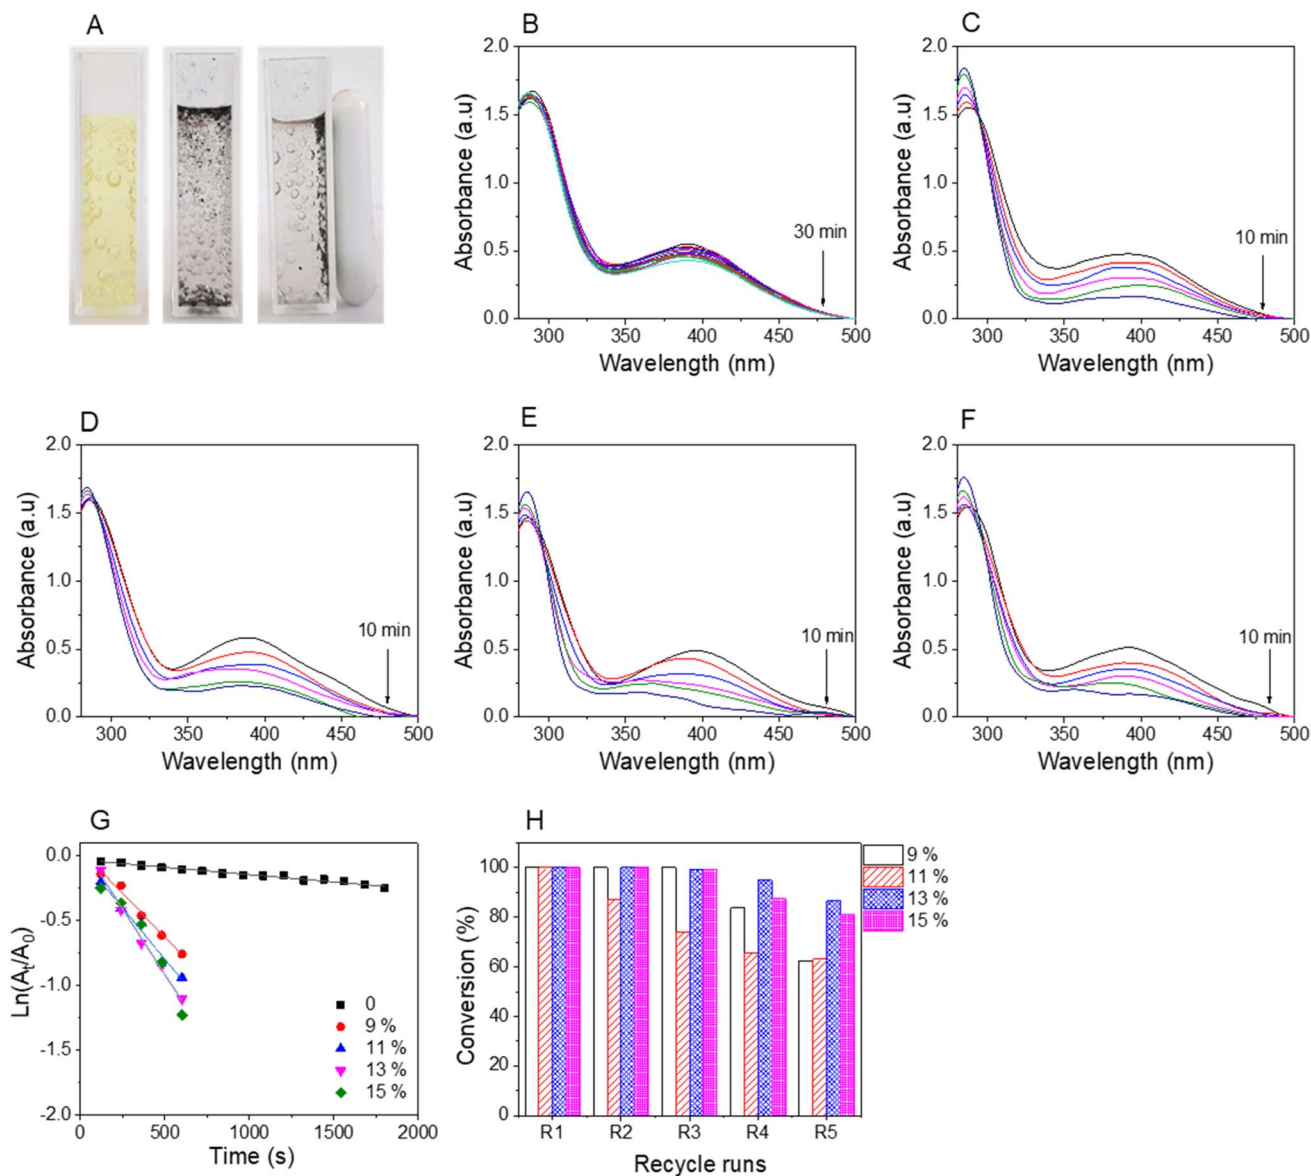 A
B
2.0
1.5
1.0
0.5
0.0
Absorbance (a.u)
30 min
300 350 400 450 500
Wavelength (nm)
C
2.0
1.5
1.0
0.5
0.0
Absorbance (a.u)
10 min
300 350 400 450 500
Wavelength (nm)
D
2.0
1.5
1.0
0.5
0.0
Absorbance (a.u)
10 min
300 350 400 450 500
Wavelength (nm)
E
2.0
1.5
1.0
0.5
0.0
Absorbance (a.u)
10 min
300 350 400 450 500
Wavelength (nm)
F
2.0
1.5
1.0
0.5
0.0
Absorbance (a.u)
10 min
300 350 400 450 500
Wavelength (nm)
G
0.0
-0.5
-1.0
-1.5
-2.0
Ln(At/A0)
0
9 %
11 %
13 %
15 %
0 500 1000 1500 2000
Time (s)
H
100
80
60
40
20
0
Conversion (%)
9 %
11 %
13 %
15 %
R1 R2 R3 R4 R5
Recycle runs